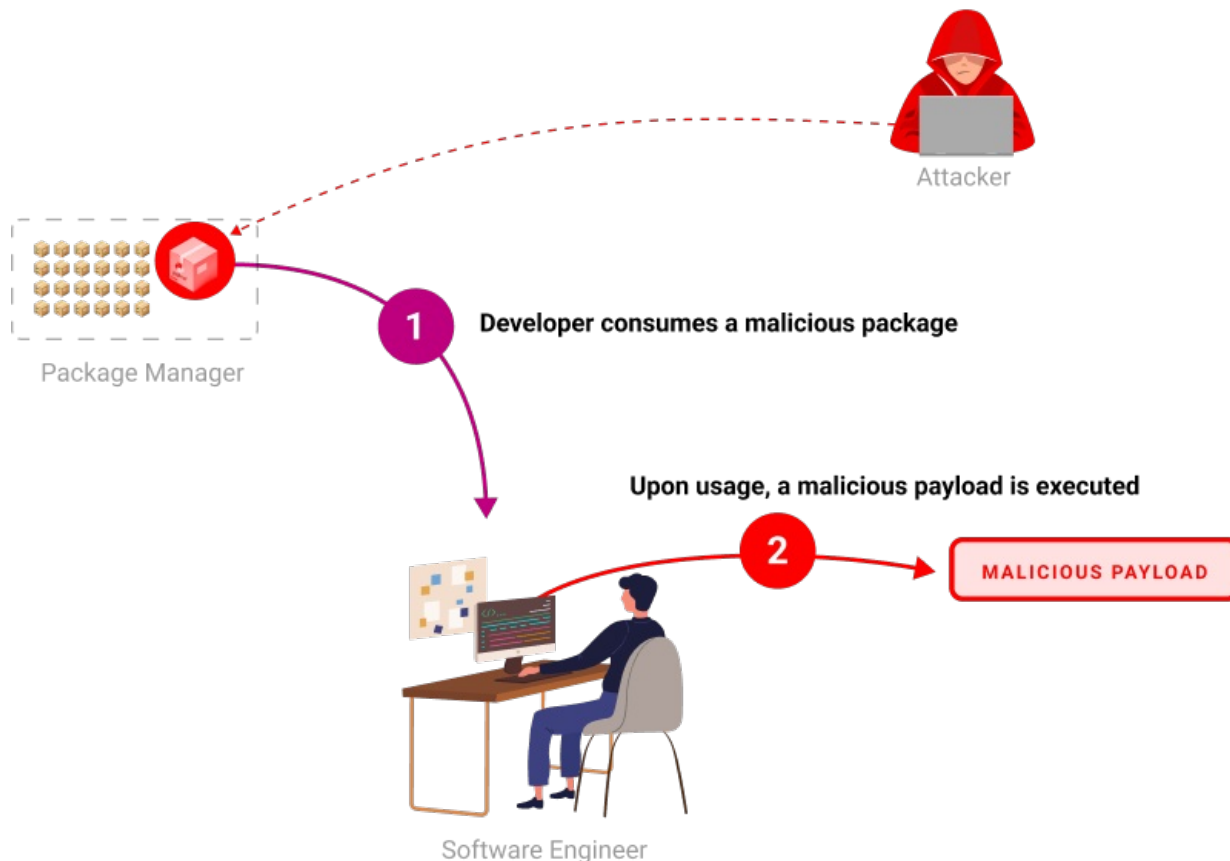 Attacker
Package Manager
1
Developer consumes a malicious package
Upon usage, a malicious payload is executed
2
MALICIOUS PAYLOAD
Software Engineer